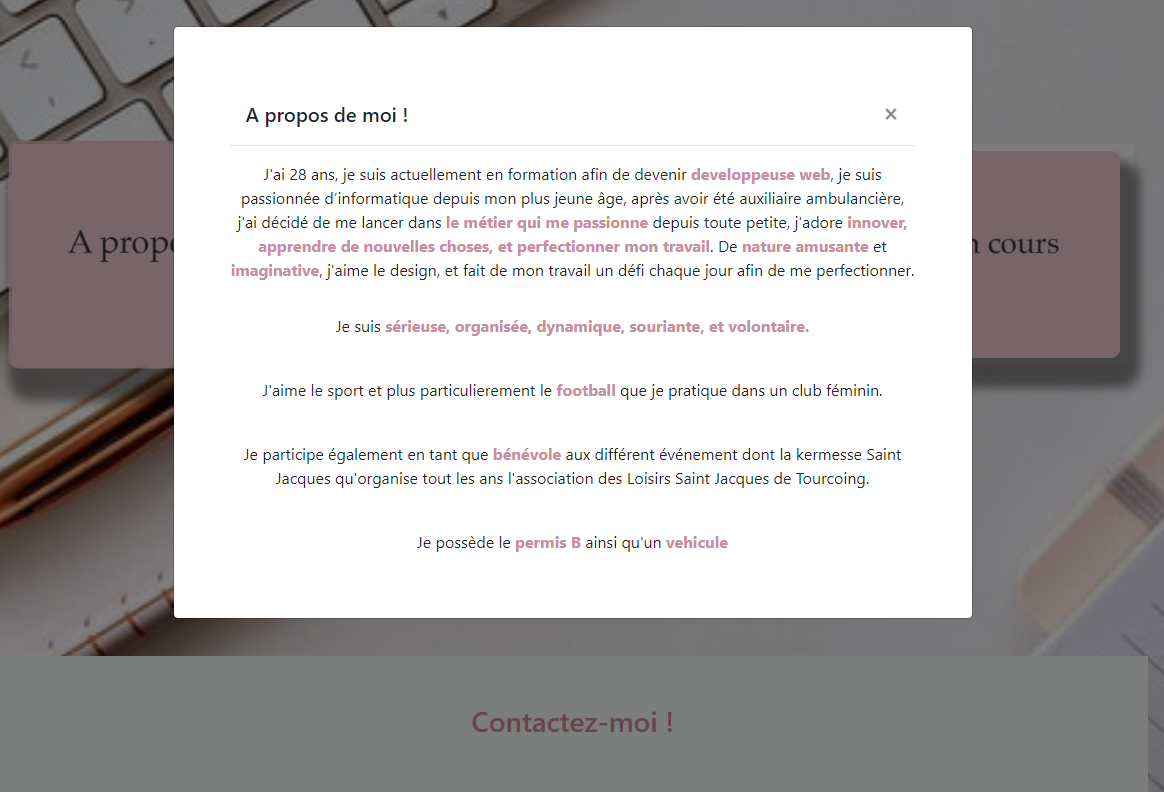 A propos de moi !
×
J'ai 28 ans, je suis actuellement en formation afin de devenir developpeuse web, je suis
passionnée d’informatique depuis mon plus jeune âge, après avoir été auxiliaire ambulancière,
j'ai décidé de me lancer dans le métier qui me passionne depuis toute petite, j'adore innover,
apprendre de nouvelles choses, et perfectionner mon travail. De nature amusante et
imaginative, j'aime le design, et fait de mon travail un défi chaque jour afin de me perfectionner.
Je suis sérieuse, organisée, dynamique, souriante, et volontaire.
J'aime le sport et plus particulierement le football que je pratique dans un club féminin.
Je participe également en tant que bénévole aux différent événement dont la kermesse Saint
Jacques qu'organise tout les ans l'association des Loisirs Saint Jacques de Tourcoing.
Je possède le permis B ainsi qu'un vehicule
A propo
cours
Contactez-moi !